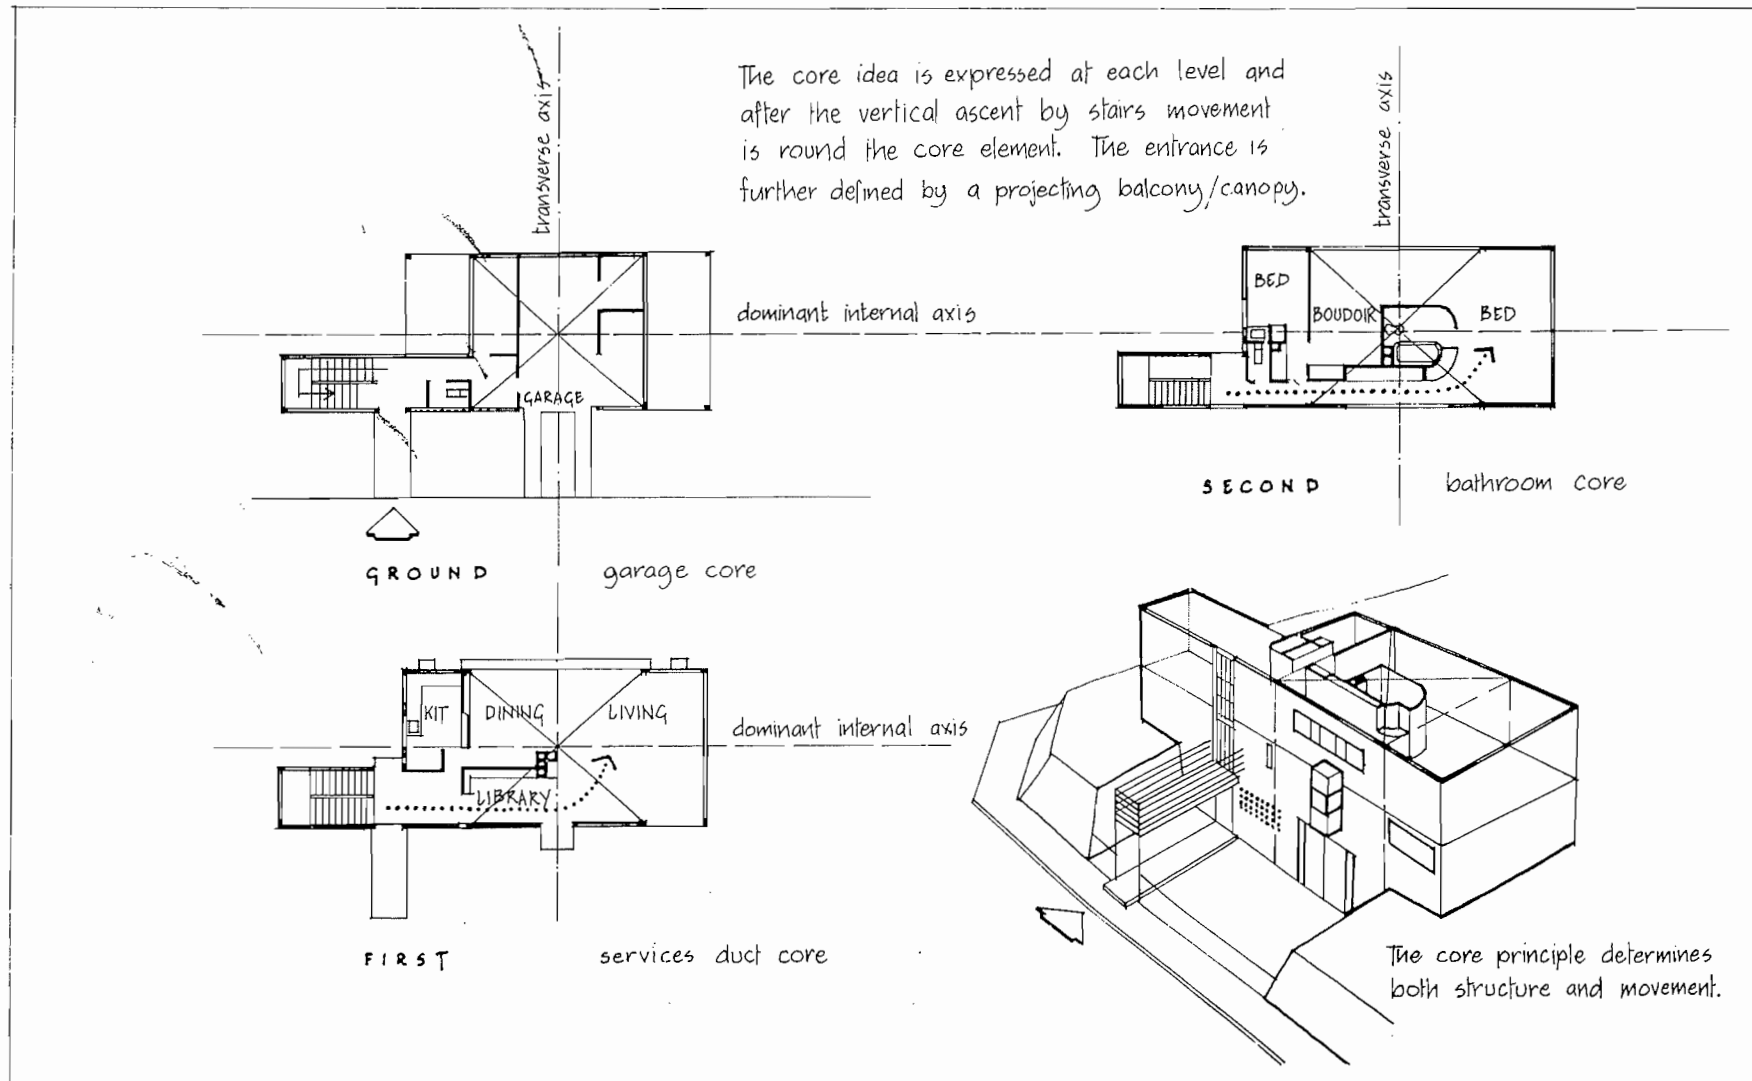 transverse axis
The core idea is expressed at each level and
after the vertical ascent by stairs movement
is round the core element. The entrance is
further defined by a projecting balcony/canopy.
transverse axis
dominant internal axis
GARAGE
GROUND
garage core
BED
BOUDOIR
BED
SECOND
bathroom core
KIT
DINING
LIVING
LIBRARY
dominant internal axis
FIRST
services duct core
The core principle determines
both structure and movement.